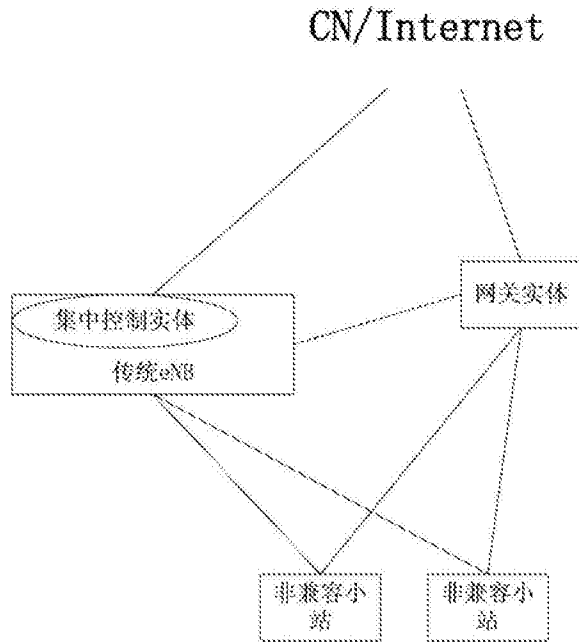 CN/Internet
网关实体
集中控制实体
传统eNB
非兼容小
站
非兼容小
站